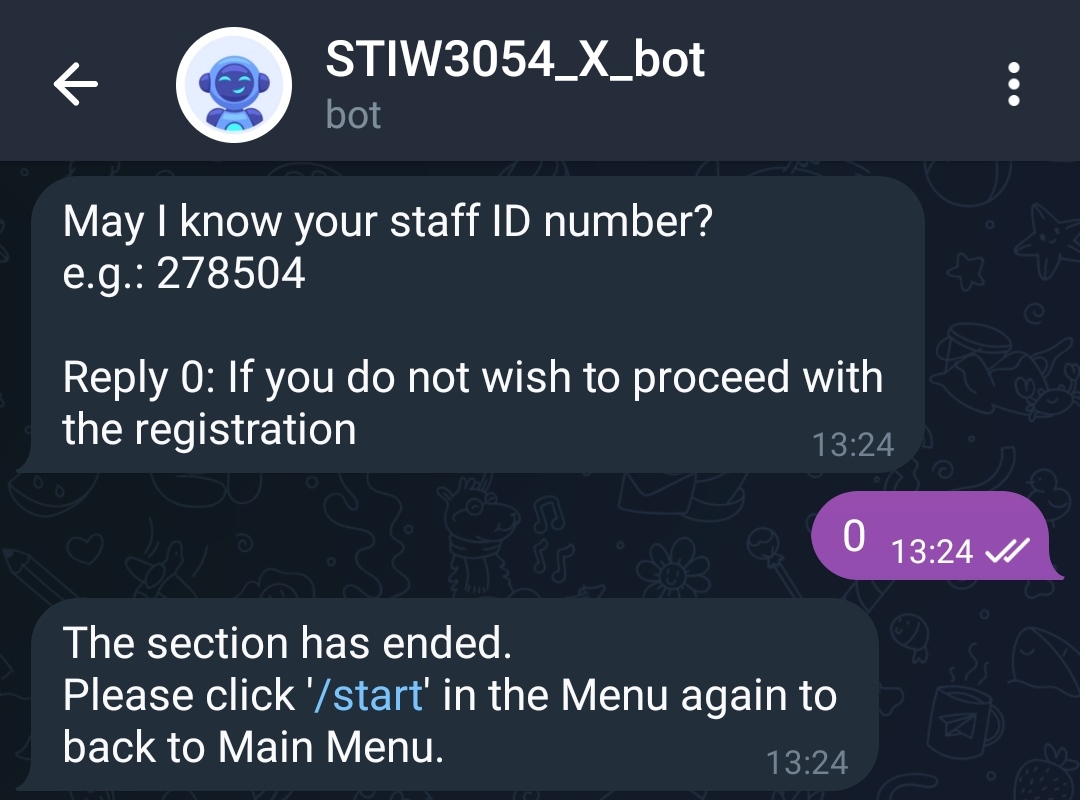 STIW3054_X_bot
bot
May I know your staff ID number?
e.g.: 278504
Reply 0: If you do not wish to proceed with
the registration
13:24
0 13:24
The section has ended.
Please click '/start' in the Menu again to
back to Main Menu.
13:24